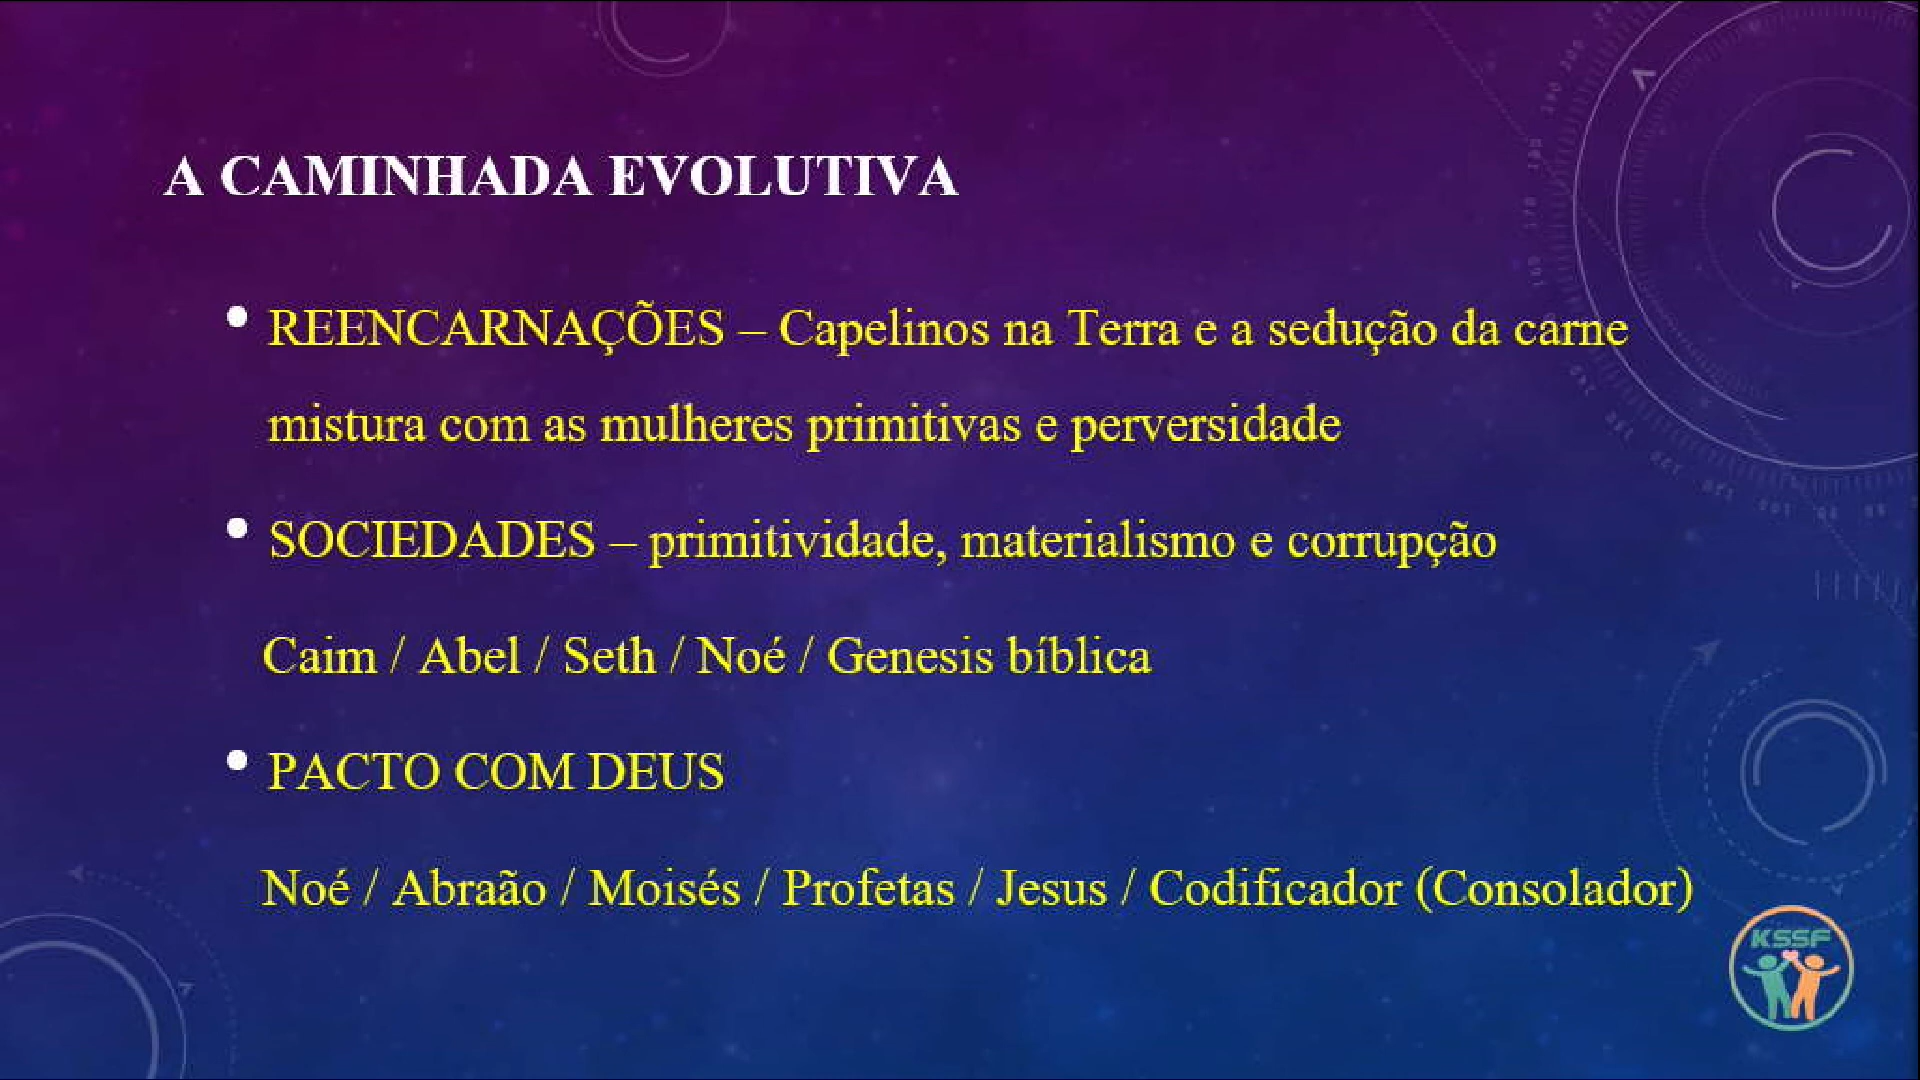 A CAMINHADA EVOLUTIVA
• REENCARNAÇÕES – Capelinos na Terra e a sedução da carne
mistura com as mulheres primitivas e perversidade
• SOCIEDADES – primitividade, materialismo e corrupção
Caim / Abel / Seth / Noé / Genesis bíblica
• PACTO COM DEUS
Noé / Abraão / Moisés / Profetas / Jesus / Codificador (Consolador)
KSSF